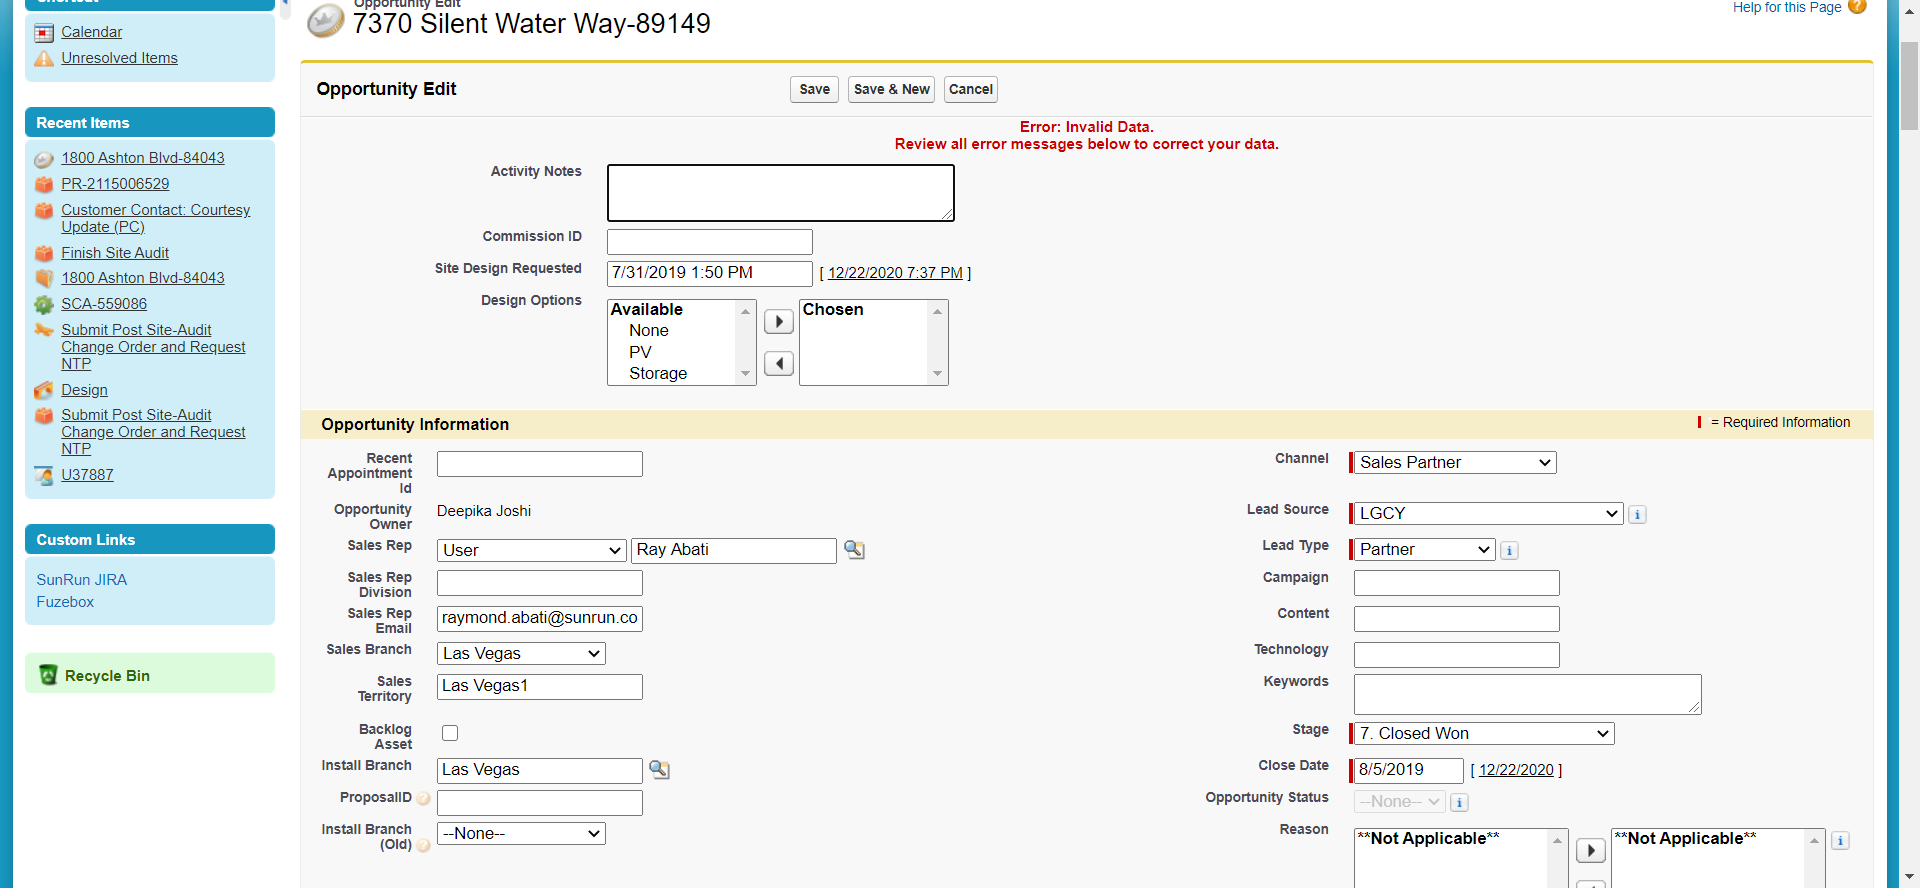 Shortcut
Calendar
Unresolved Items
Recent Items
1800 Ashton Blvd-84043
PR-2115006529
Customer Contact: Courtesy
Update (PC)
Finish Site Audit
1800 Ashton Blvd-84043
SCA-559086
Submit Post Site-Audit
Change Order and Request
NTP
Design
Submit Post Site-Audit
Change Order and Request
NTP
U37887
Custom Links
SunRun JIRA
Fuzebox
Recycle Bin
Opportunity Edit
7370 Silent Water Way-89149
Help for this Page ?
Opportunity Edit
Save
Save & New
Cancel
Error: Invalid Data.
Review all error messages below to correct your data.
Activity Notes
Commission ID
Site Design Requested
7/31/2019 1:50 PM
[ 12/22/2020 7:37 PM ]
Design Options
Available
None
PV
Storage
Chosen
Opportunity Information
= Required Information
Recent
Appointment
Id
Opportunity
Owner
Deepika Joshi
Sales Rep
User
Ray Abati
Sales Rep
Division
Sales Rep
Email
raymond.abati@sunrun.co
Sales Branch
Las Vegas
Sales
Territory
Las Vegas1
Backlog
Asset
Install Branch
Las Vegas
ProposalID ?
Install Branch
(Old) ?
--None--
Channel
Sales Partner
Lead Source
LGCY
i
Lead Type
Partner
i
Campaign
Content
Technology
Keywords
Stage
7. Closed Won
Close Date
8/5/2019
[ 12/22/2020 ]
Opportunity Status
--None--
i
Reason
**Not Applicable**
**Not Applicable**
i